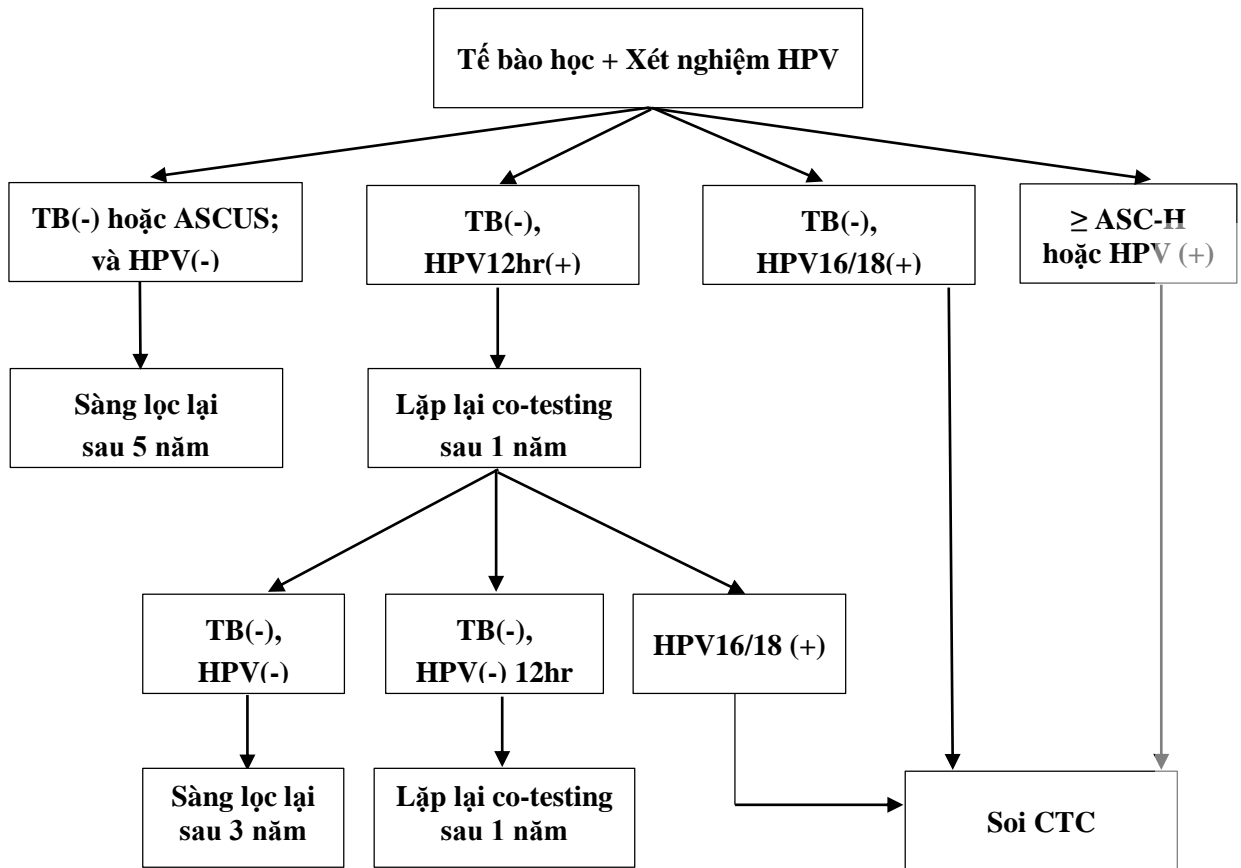 Tế bào học + Xét nghiệm HPV
TB(-) hoặc ASCUS;
và HPV(-)
TB(-),
HPV12hr(+)
TB(-),
HPV16/18(+)
≥ ASC-H
hoặc HPV (+)
Sàng lọc lại
sau 5 năm
Lặp lại co-testing
sau 1 năm
TB(-),
HPV(-)
TB(-),
HPV(-) 12hr
HPV16/18 (+)
Sàng lọc lại
sau 3 năm
Lặp lại co-testing
sau 1 năm
Soi CTC